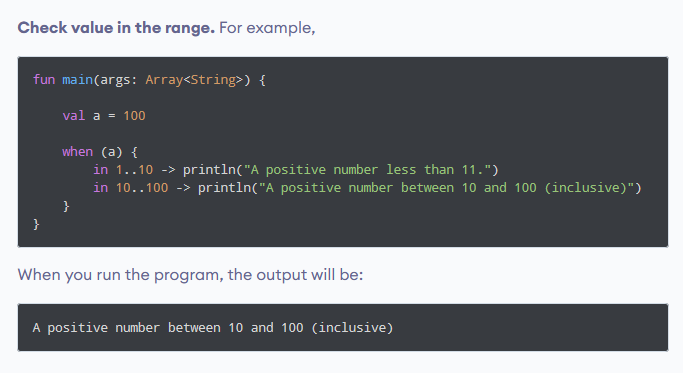 Check value in the range. For example,
fun main(args: Array<String>) {
val a = 100
when (a) {
in 1..10 -> println("A positive number less than 11.")
in 10..100 -> println("A positive number between 10 and 100 (inclusive)")
}
}
When you run the program, the output will be:
A positive number between 10 and 100 (inclusive)